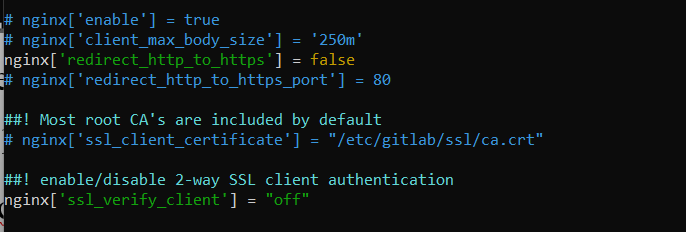 # nginx['enable'] = true
# nginx['client_max_body_size'] = '250m'
nginx['redirect_http_to_https'] = false
# nginx['redirect_http_to_https_port'] = 80
##! Most root CA's are included by default
# nginx['ssl_client_certificate'] = "/etc/gitlab/ssl/ca.crt"
##! enable/disable 2-way SSL client authentication
nginx['ssl_verify_client'] = "off"